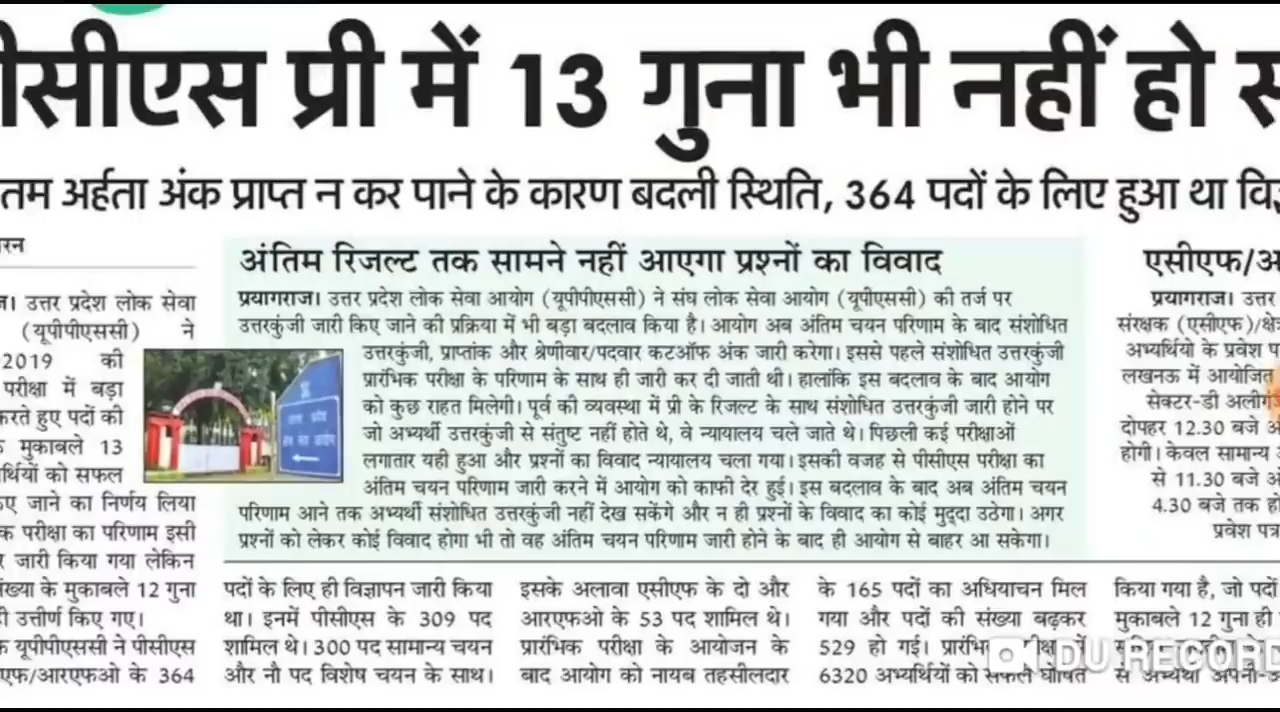 पीसीएस प्री में 13 गुना भी नहीं हो स
तम अर्हता अंक प्राप्त न कर पाने के कारण बदली स्थिति, 364 पदों के लिए हुआ था विज्ञ
रन
ज। उत्तर प्रदेश लोक सेवा
(यूपीपीएससी) ने
2019 की
परीक्षा में बड़ा
करते हुए पदों की
के मुकाबले 13
र्थियों को सफल
ए जाने का निर्णय लिया
क परीक्षा का परिणाम इसी
र जारी किया गया लेकिन
ंख्या के मुकाबले 12 गुना
ही उत्तीर्ण किए गए।
क यूपीपीएससी ने पीसीएस
एफ/आरएफओ के 364
अंतिम रिजल्ट तक सामने नहीं आएगा प्रश्नों का विवाद
प्रयागराज। उत्तर प्रदेश लोक सेवा आयोग (यूपीपीएससी) ने संघ लोक सेवा आयोग (यूपीएससी) की तर्ज पर
उत्तरकुंजी जारी किए जाने की प्रक्रिया में भी बड़ा बदलाव किया है। आयोग अब अंतिम चयन परिणाम के बाद संशोधित
उत्तरकुंजी, प्राप्तांक और श्रेणीवार/पदवार कटऑफ अंक जारी करेगा। इससे पहले संशोधित उत्तरकुंजी
प्रारंभिक परीक्षा के परिणाम के साथ ही जारी कर दी जाती थी। हालांकि इस बदलाव के बाद आयोग
को कुछ राहत मिलेगी। पूर्व की व्यवस्था में प्री के रिजल्ट के साथ संशोधित उत्तरकुंजी जारी होने पर
जो अभ्यर्थी उत्तरकुंजी से संतुष्ट नहीं होते थे, वे न्यायालय चले जाते थे। पिछली कई परीक्षाओं
लगातार यही हुआ और प्रश्नों का विवाद न्यायालय चला गया। इसकी वजह से पीसीएस परीक्षा का
अंतिम चयन परिणाम जारी करने में आयोग को काफी देर हुई। इस बदलाव के बाद अब अंतिम चयन
परिणाम आने तक अभ्यर्थी संशोधित उत्तरकुंजी नहीं देख सकेंगे और न ही प्रश्नों के विवाद का कोई मुद्दा उठेगा। अगर
प्रश्नों को लेकर कोई विवाद होगा भी तो वह अंतिम चयन परिणाम जारी होने के बाद ही आयोग से बाहर आ सकेगा।
पदों के लिए ही विज्ञापन जारी किया
था। इनमें पीसीएस के 309 पद
शामिल थे। 300 पद सामान्य चयन
और नौ पद विशेष चयन के साथ।
इसके अलावा एसीएफ के दो और
आरएफओ के 53 पद शामिल थे।
प्रारंभिक परीक्षा के आयोजन के
बाद आयोग को नायब तहसीलदार
के 165 पदों का अधियाचन मिल
गया और पदों की संख्या बढ़कर
529 हो गई। प्रारंभि
6320 अभ्यर्थियों को सफल घोषित
एसीएफ/अ
प्रयागराज। उत्तर
संरक्षक (एसीएफ)/क्षे
अभ्यर्थियो के प्रवेश प
लखनऊ में आयोजित
सेक्टर-डी अलीगं
दोपहर 12.30 बजे अ
होगी। केवल सामान्य अ
से 11.30 बजे अ
4.30 बजे तक हो
प्रवेश पत्र
किया गया है, जो पदों
मुकाबले 12 गुना ही
DU RECORD